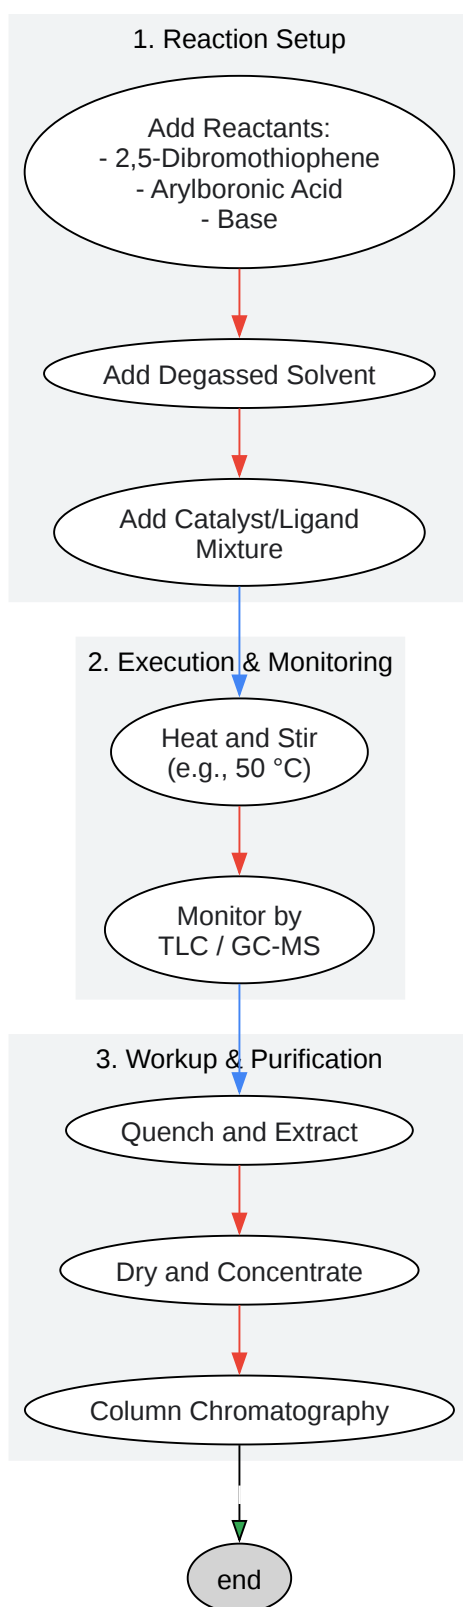 1. Reaction Setup
Add Reactants:
- 2,5-Dibromothiophene
- Arylboronic Acid
- Base
Add Degassed Solvent
Add Catalyst/Ligand
Mixture
2. Execution & Monitoring
Heat and Stir
(e.g., 50 °C)
Monitor by
TLC / GC-MS
3. Workup & Purification
Quench and Extract
Dry and Concentrate
Column Chromatography
end